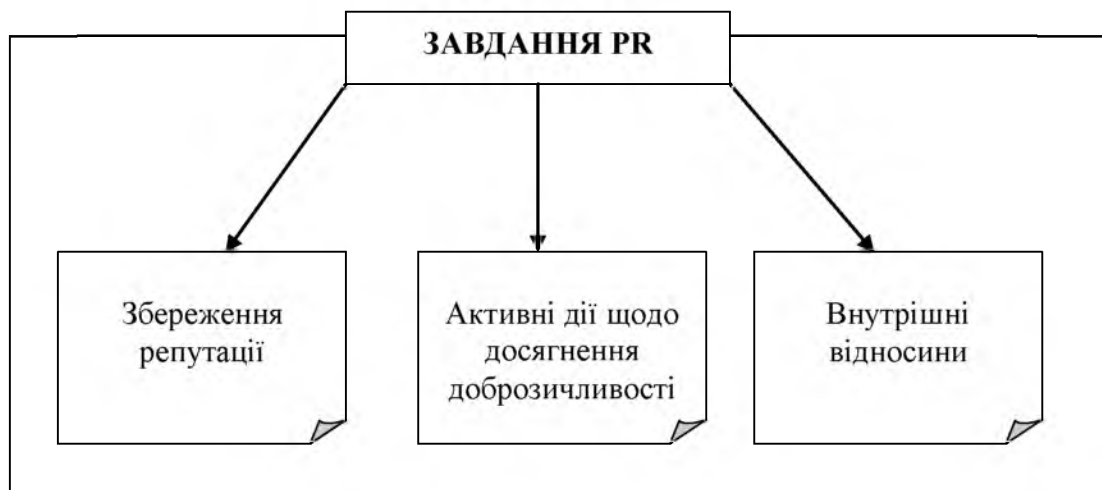 ЗАВДАННЯ PR
Збереження
репутації
Активні дії щодо
досягнення
доброзичливості
Внутрішні
відносини